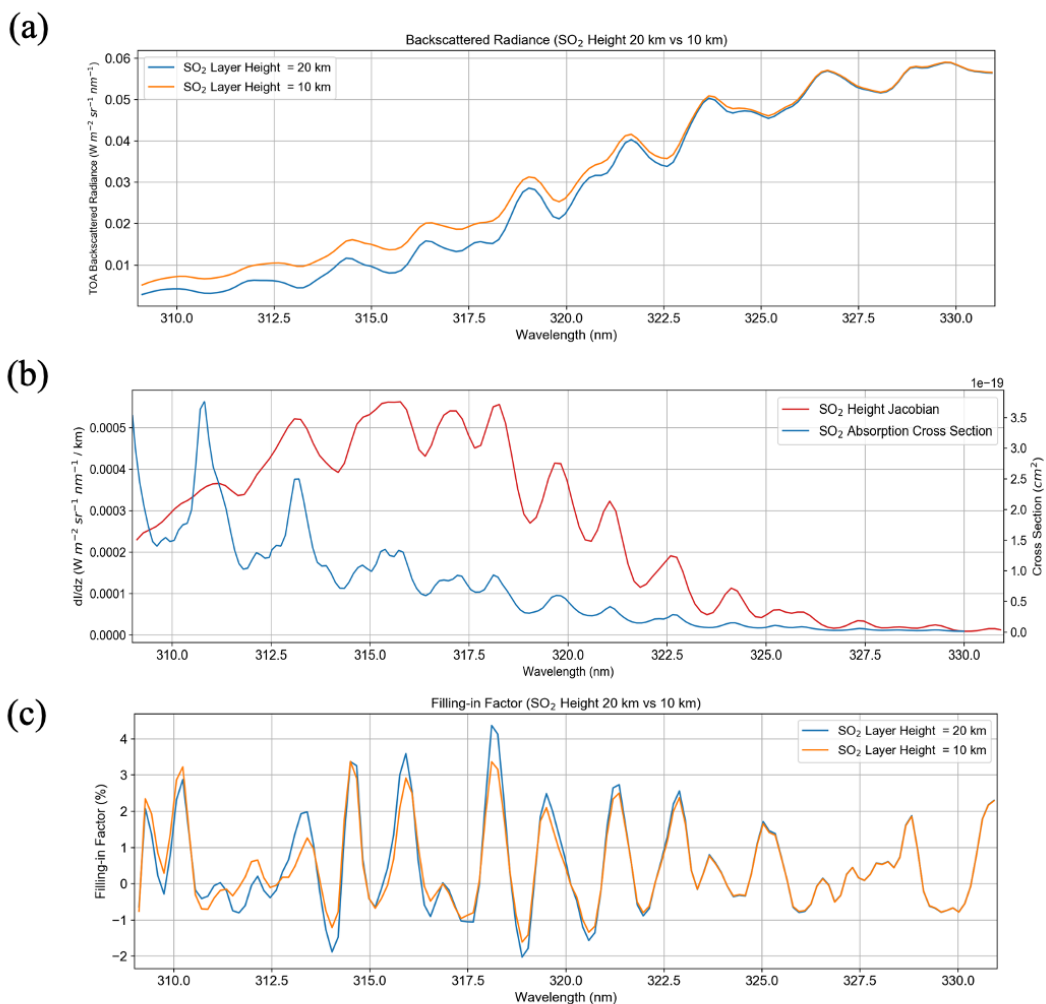 (a)
Backscattered Radiance (SO₂ Height 20 km vs 10 km)
SO₂ Layer Height = 20 km
SO₂ Layer Height = 10 km
TOA Backscattered Radiance (W m⁻² sr⁻¹ nm⁻¹)
0.06
0.05
0.04
0.03
0.02
0.01
310.0 312.5 315.0 317.5 320.0 322.5 325.0 327.5 330.0
Wavelength (nm)
(b)
1e-19
SO₂ Height Jacobian
SO₂ Absorption Cross Section
dI/dz (W m⁻² sr⁻¹ nm⁻¹ / km)
0.0005
0.0004
0.0003
0.0002
0.0001
0.0000
3.5
3.0
2.5
2.0
1.5
1.0
0.5
0.0
Cross Section (cm²)
310.0 312.5 315.0 317.5 320.0 322.5 325.0 327.5 330.0
Wavelength (nm)
(c)
Filling-in Factor (SO₂ Height 20 km vs 10 km)
SO₂ Layer Height = 20 km
SO₂ Layer Height = 10 km
Filling-in Factor (%)
4
3
2
1
0
−1
−2
310.0 312.5 315.0 317.5 320.0 322.5 325.0 327.5 330.0
Wavelength (nm)